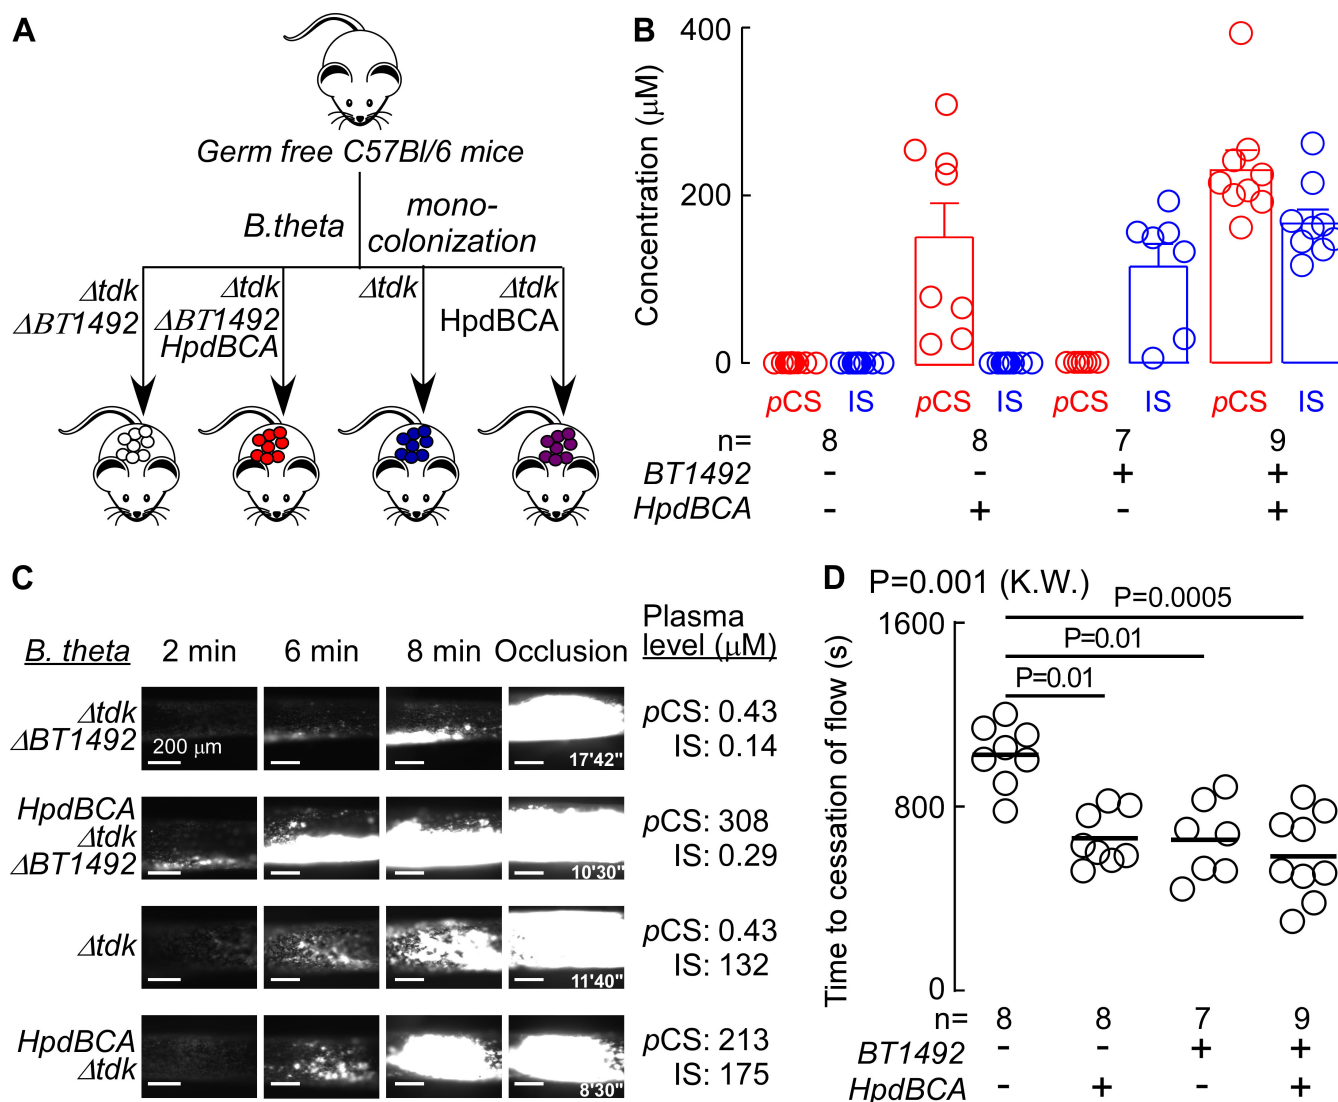 A
Germ free C57Bl/6 mice
B.theta
mono-
colonization
Δtdk
ΔBT1492
Δtdk
ΔBT1492
HpdBCA
Δtdk
Δtdk
HpdBCA
B
Concentration (μM)
400
200
0
pCS IS pCS IS pCS IS pCS IS
n= 8 8 7 9
BT1492 - - + +
HpdBCA - + - +
C
B. theta 2 min 6 min 8 min Occlusion
Plasma
level (μM)
Δtdk
ΔBT1492
200 μm
17'42"
pCS: 0.43
IS: 0.14
HpdBCA
Δtdk
ΔBT1492
10'30"
pCS: 308
IS: 0.29
Δtdk
11'40"
pCS: 0.43
IS: 132
HpdBCA
Δtdk
8'30"
pCS: 213
IS: 175
D
P=0.001 (K.W.)
P=0.0005
P=0.01
P=0.01
Time to cessation of flow (s)
1600
800
0
n= 8 8 7 9
BT1492 - - + +
HpdBCA - + - +